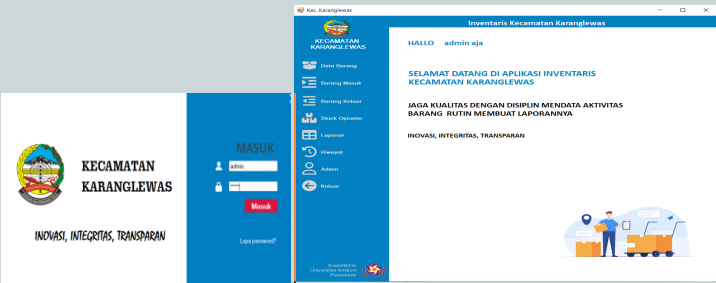 KECAMATAN
KARANGLEWAS
INOVASI, INTEGRITAS, TRANSPARAN
MASUK
admin
****
Masuk
Lupa password?
Kec. Karanglewas
Inventaris Kecamatan Karanglewas
KECAMATAN
KARANGLEWAS
Data Barang
Barang Masuk
Barang Keluar
Stock Opname
Laporan
Riwayat
Admin
Keluar
Supported by
Universitas Amikom
Purwokerto
HALLO admin aja
SELAMAT DATANG DI APLIKASI INVENTARIS
KECAMATAN KARANGLEWAS
JAGA KUALITAS DENGAN DISIPLIN MENDATA AKTIVITAS
BARANG RUTIN MEMBUAT LAPORANNYA
INOVASI, INTEGRITAS, TRANSPARAN